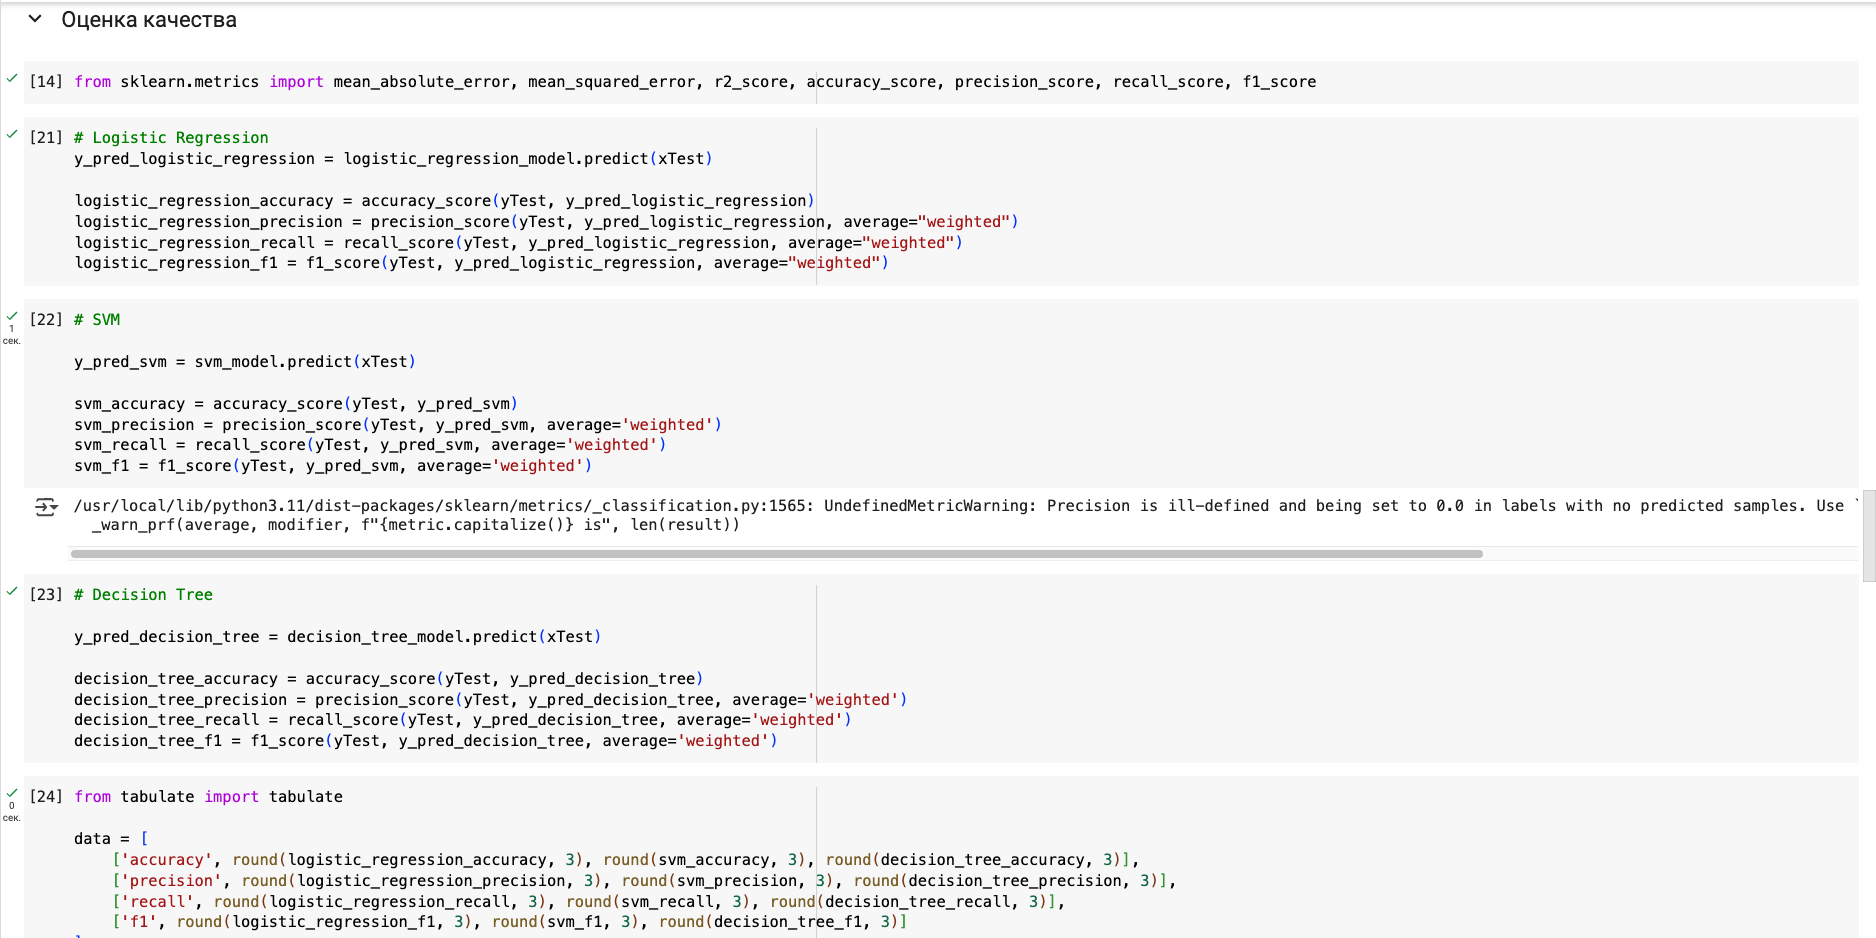 Оценка качества
[14] from sklearn.metrics import mean_absolute_error, mean_squared_error, r2_score, accuracy_score, precision_score, recall_score, f1_score
[21] # Logistic Regression
y_pred_logistic_regression = logistic_regression_model.predict(xTest)
logistic_regression_accuracy = accuracy_score(yTest, y_pred_logistic_regression)
logistic_regression_precision = precision_score(yTest, y_pred_logistic_regression, average="weighted")
logistic_regression_recall = recall_score(yTest, y_pred_logistic_regression, average="weighted")
logistic_regression_f1 = f1_score(yTest, y_pred_logistic_regression, average="weighted")
[22] # SVM
1
сек.
y_pred_svm = svm_model.predict(xTest)
svm_accuracy = accuracy_score(yTest, y_pred_svm)
svm_precision = precision_score(yTest, y_pred_svm, average='weighted')
svm_recall = recall_score(yTest, y_pred_svm, average='weighted')
svm_f1 = f1_score(yTest, y_pred_svm, average='weighted')
/usr/local/lib/python3.11/dist-packages/sklearn/metrics/_classification.py:1565: UndefinedMetricWarning: Precision is ill-defined and being set to 0.0 in labels with no predicted samples. Use `
_warn_prf(average, modifier, f"{metric.capitalize()} is", len(result))
[23] # Decision Tree
y_pred_decision_tree = decision_tree_model.predict(xTest)
decision_tree_accuracy = accuracy_score(yTest, y_pred_decision_tree)
decision_tree_precision = precision_score(yTest, y_pred_decision_tree, average='weighted')
decision_tree_recall = recall_score(yTest, y_pred_decision_tree, average='weighted')
decision_tree_f1 = f1_score(yTest, y_pred_decision_tree, average='weighted')
[24] from tabulate import tabulate
0
сек.
data = [
['accuracy', round(logistic_regression_accuracy, 3), round(svm_accuracy, 3), round(decision_tree_accuracy, 3)],
['precision', round(logistic_regression_precision, 3), round(svm_precision, 3), round(decision_tree_precision, 3)],
['recall', round(logistic_regression_recall, 3), round(svm_recall, 3), round(decision_tree_recall, 3)],
['f1', round(logistic_regression_f1, 3), round(svm_f1, 3), round(decision_tree_f1, 3)]